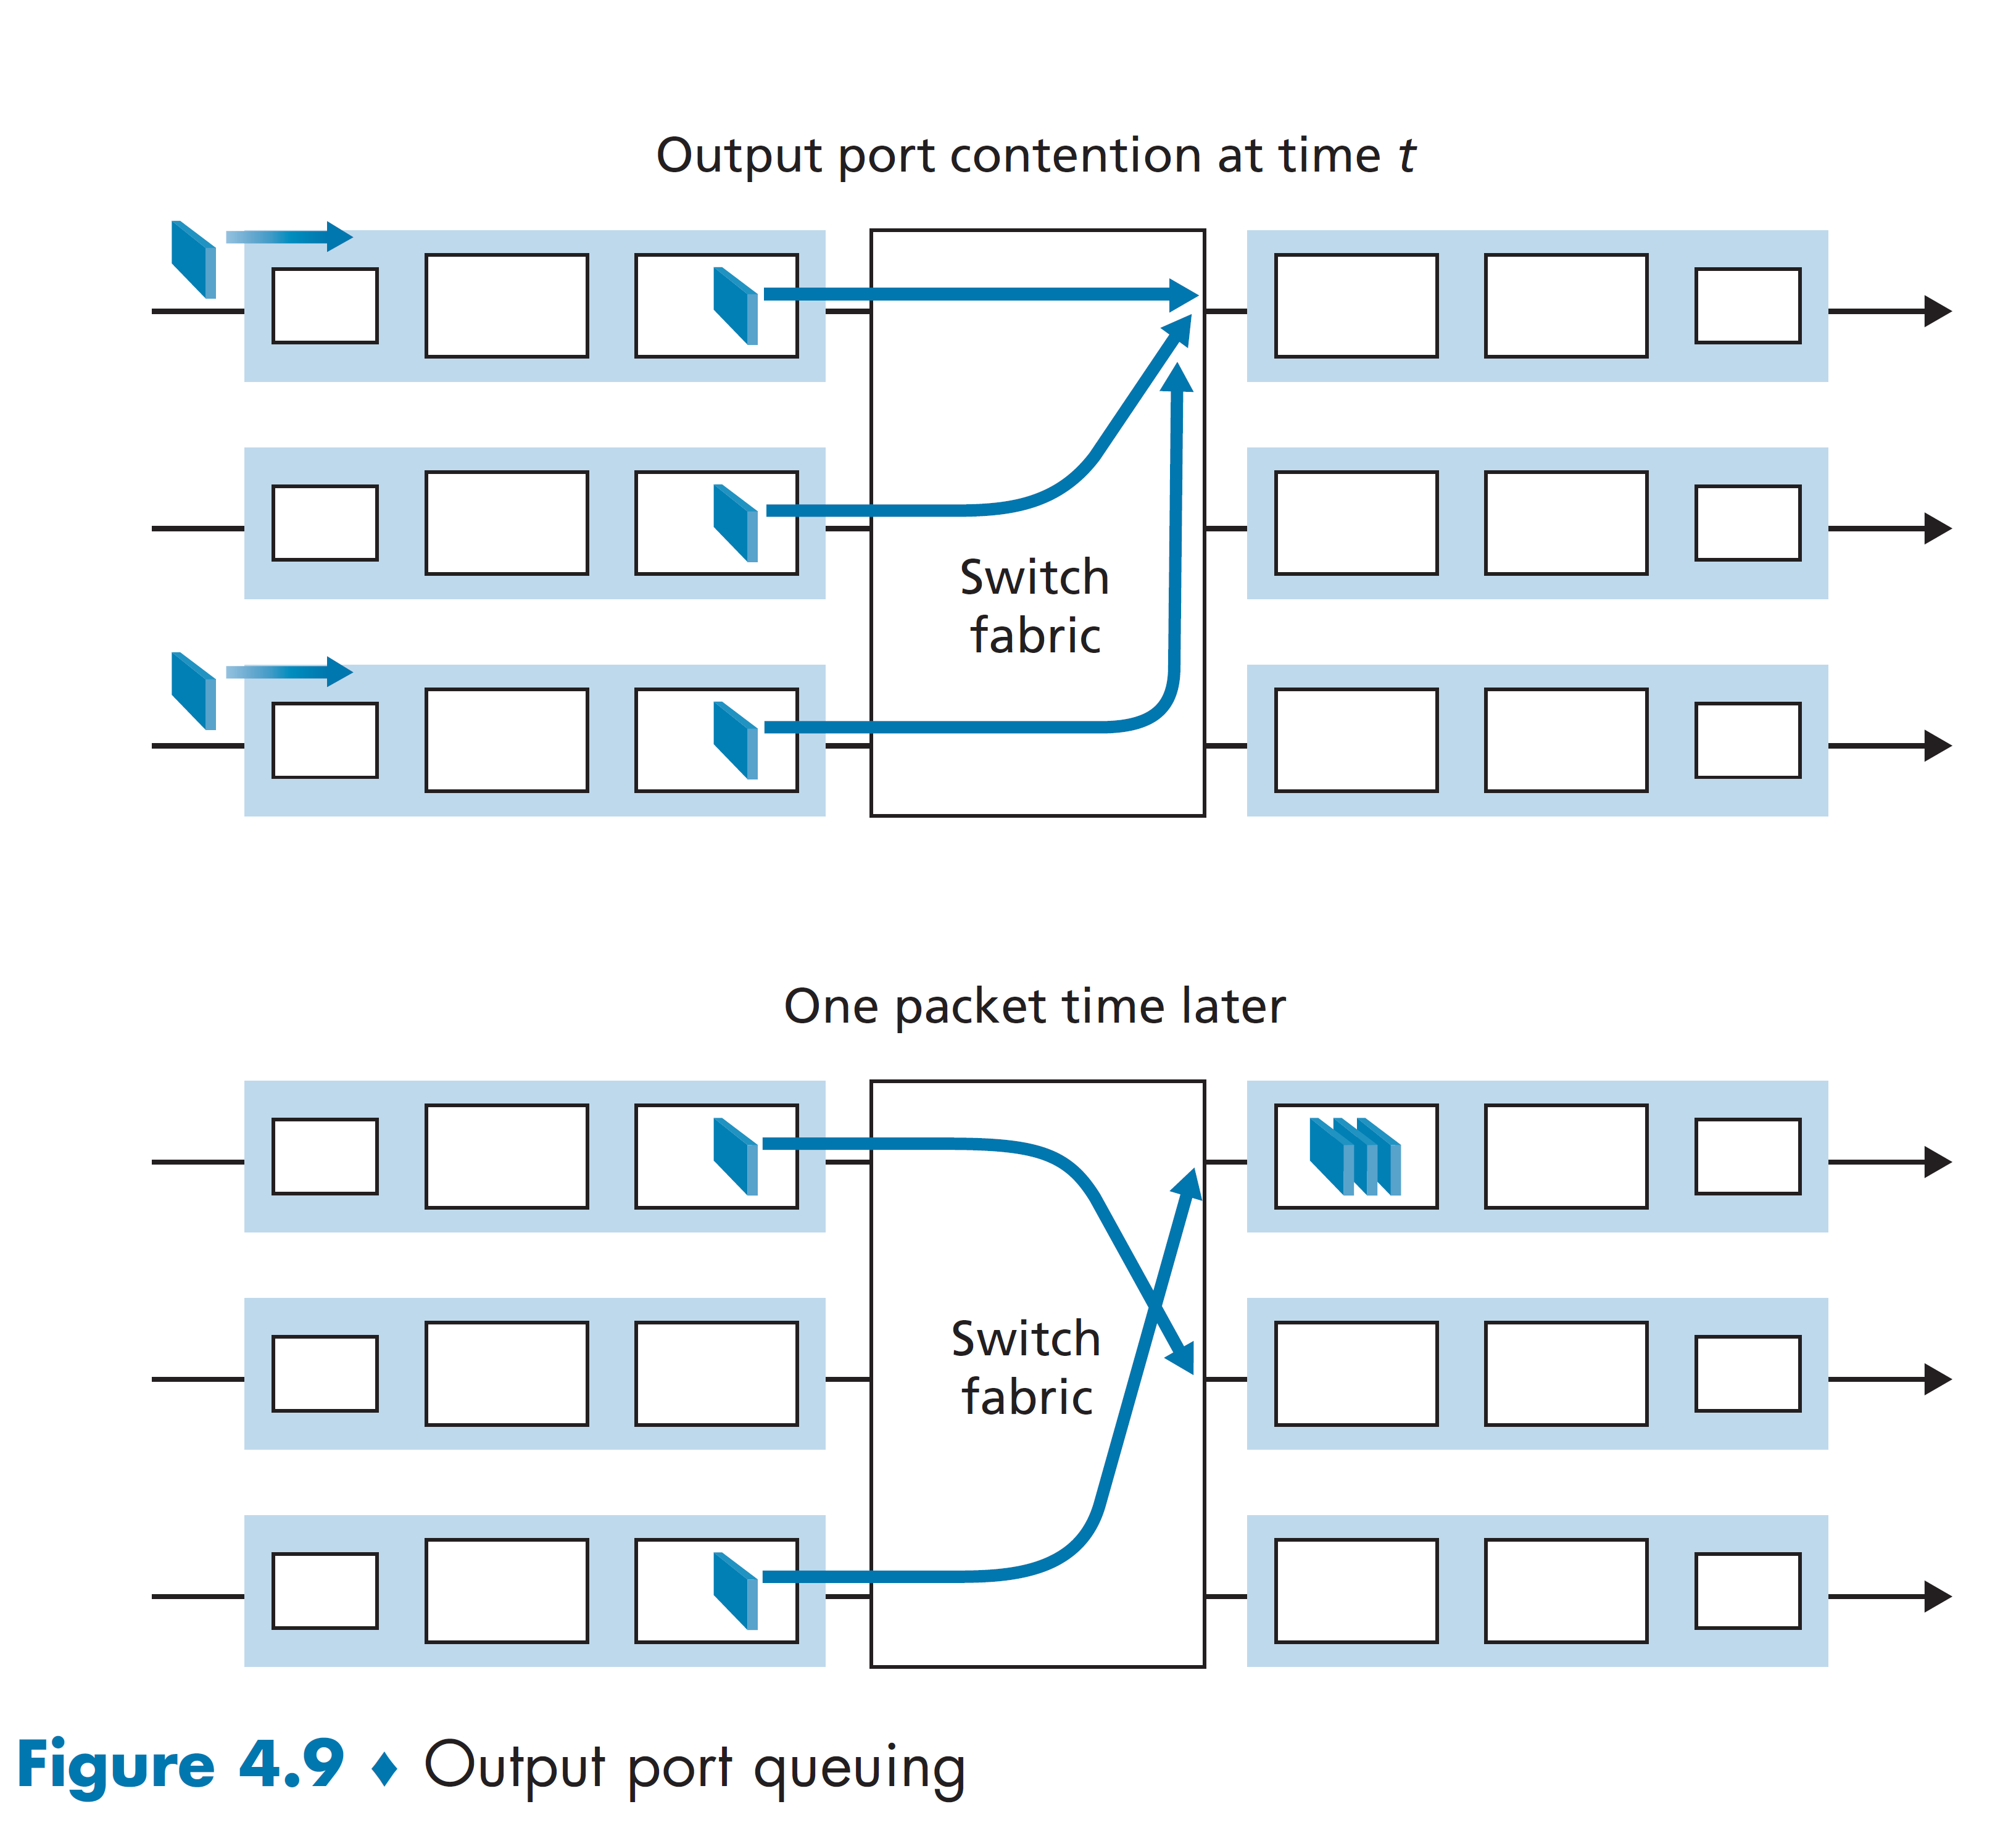 Output port contention at time t
Switch
fabric
One packet time later
Switch
fabric
Figure 4.9 ♦ Output port queuing